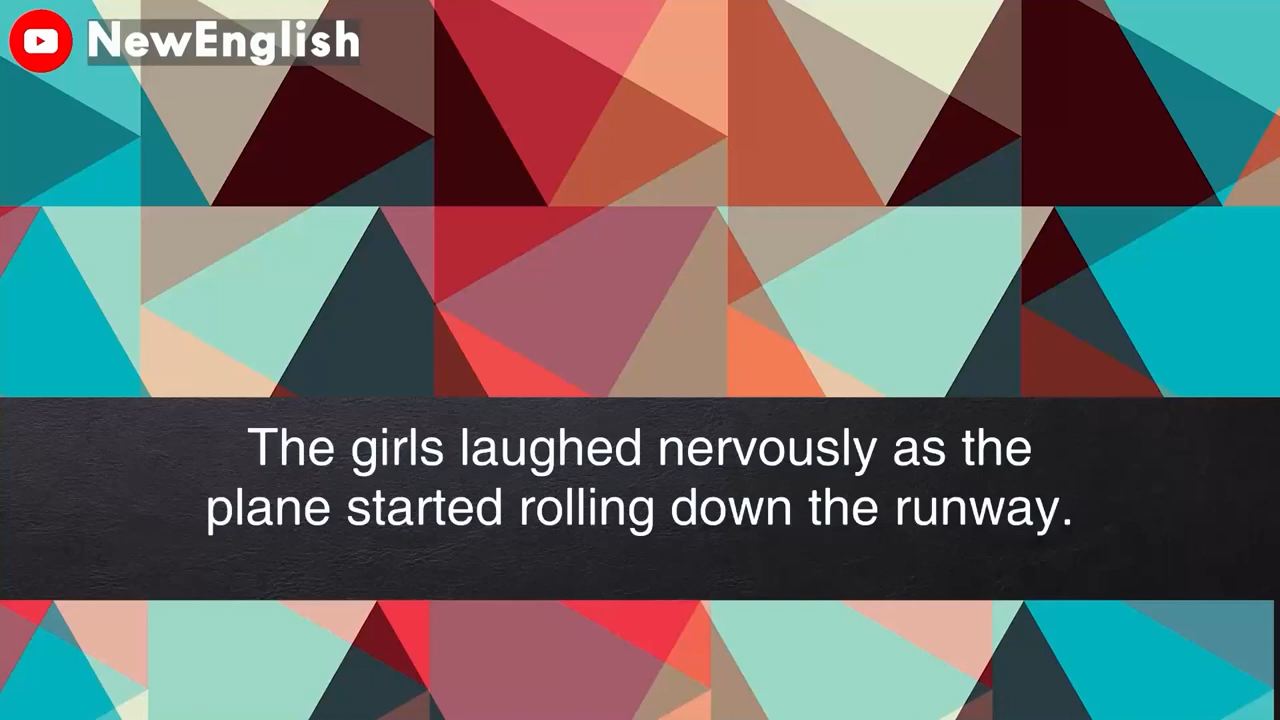 NewEnglish
The girls laughed nervously as the
plane started rolling down the runway.